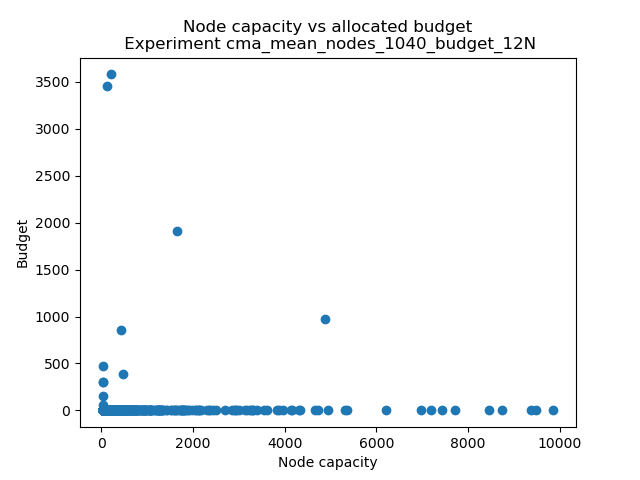 Node capacity vs allocated budget
Experiment cma_mean_nodes_1040_budget_12N
3500
3000
2500
2000
1500
1000
500
0
Budget
0 2000 4000 6000 8000 10000
Node capacity